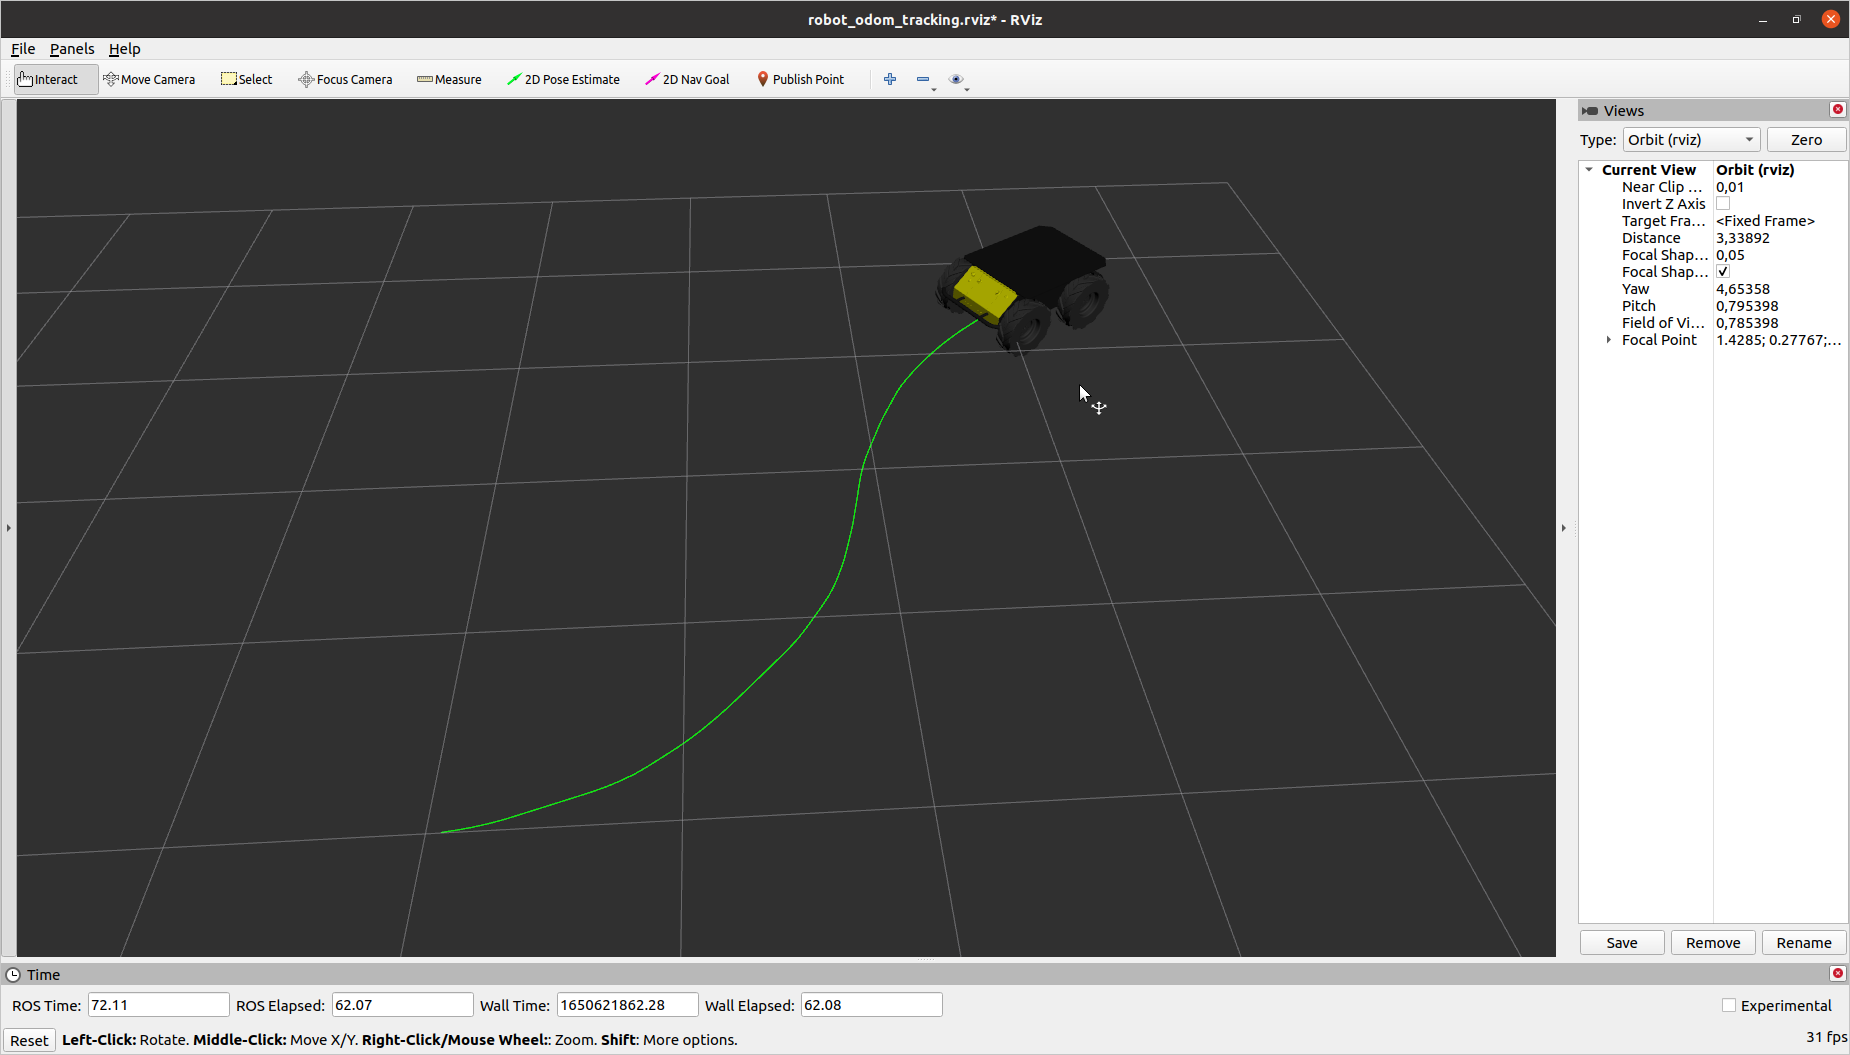 robot_odom_tracking.rviz* - RViz
File Panels Help
Interact Move Camera Select Focus Camera Measure 2D Pose Estimate 2D Nav Goal Publish Point
Views
Type: Orbit (rviz) Zero
Current View Orbit (rviz)
Near Clip ... 0,01
Invert Z Axis
Target Fra... <Fixed Frame>
Distance 3,33892
Focal Shap... 0,05
Focal Shap...
Yaw 4,65358
Pitch 0,795398
Field of Vi... 0,785398
Focal Point 1.4285; 0.27767;...
Save Remove Rename
Time
ROS Time: 72.11 ROS Elapsed: 62.07 Wall Time: 1650621862.28 Wall Elapsed: 62.08 Experimental
Reset Left-Click: Rotate. Middle-Click: Move X/Y. Right-Click/Mouse Wheel:: Zoom. Shift: More options. 31 fps